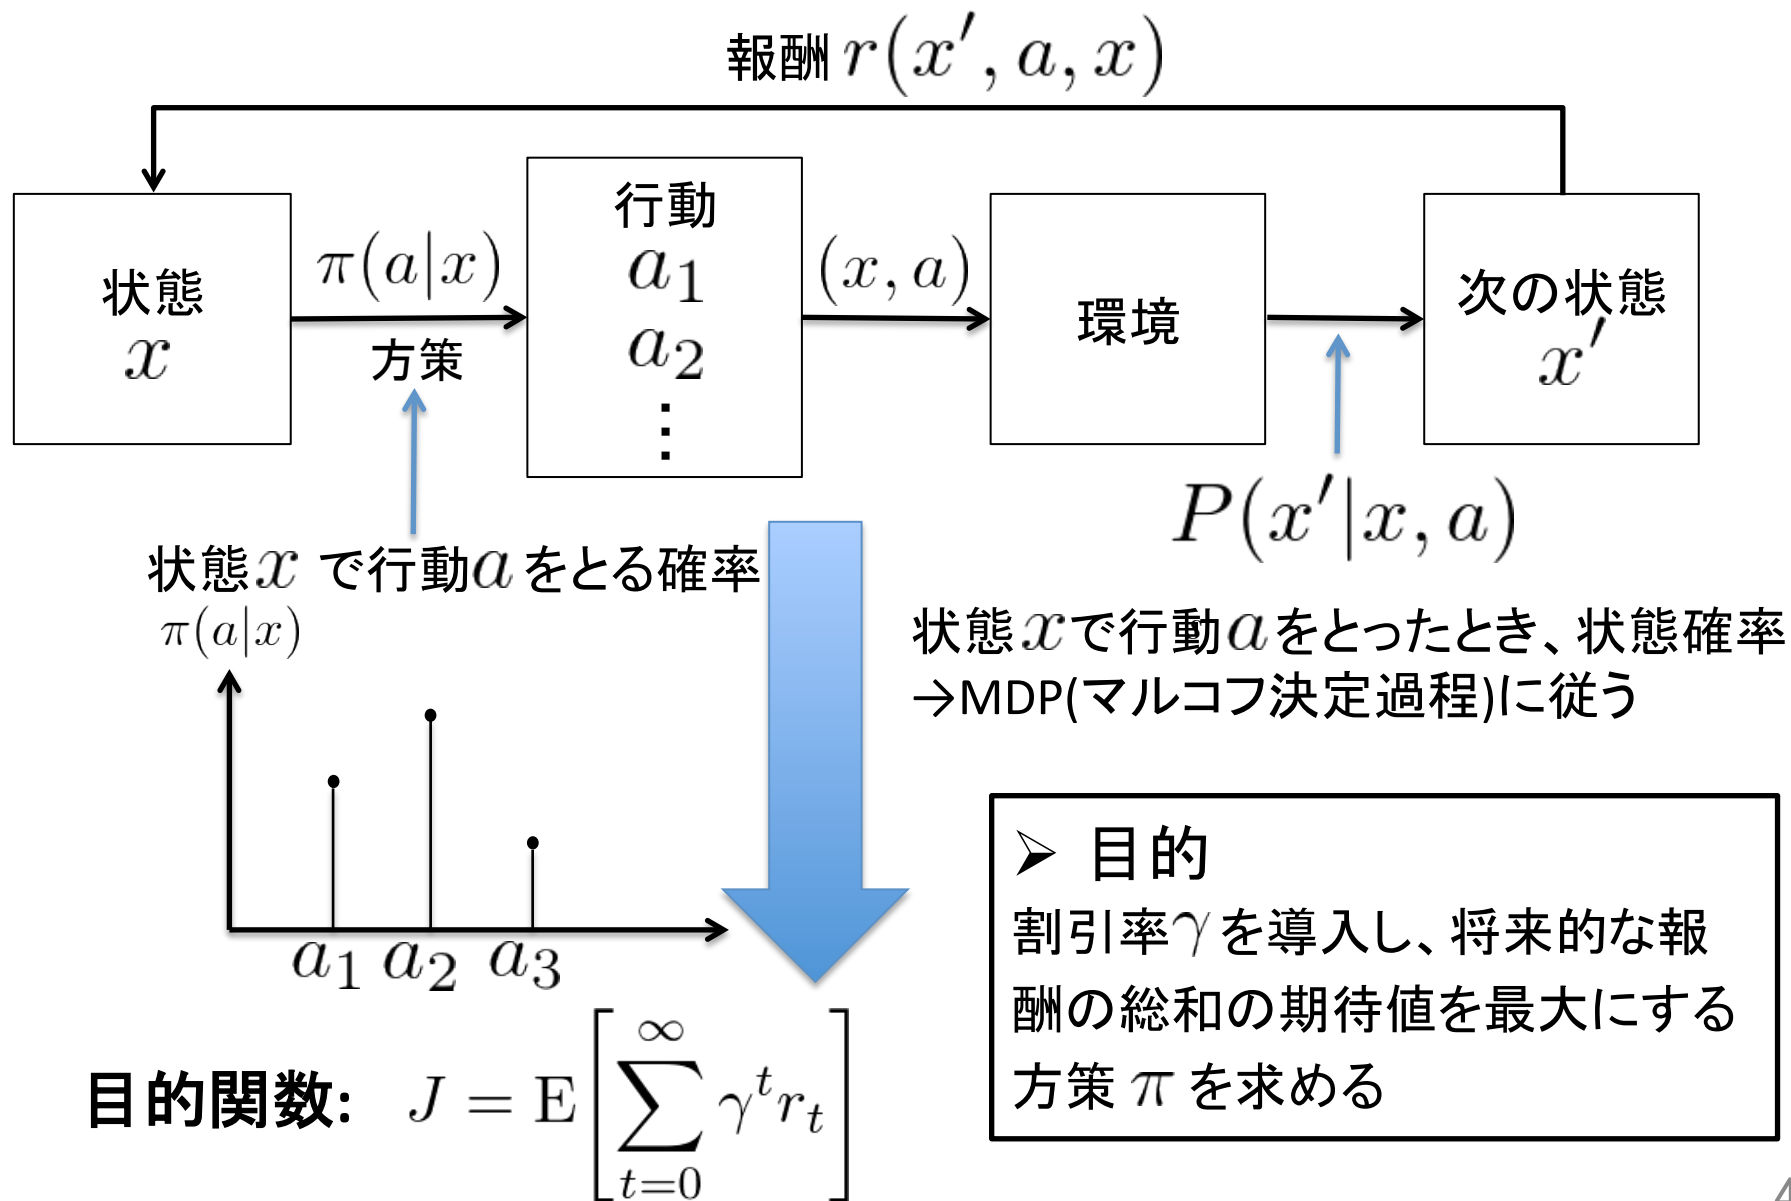 報酬 r(x′, a, x)
状態
x
π(a|x)
方策
行動
a₁
a₂
⋮
(x, a)
環境
次の状態
x′
状態x で行動a をとる確率
P(x′|x, a)
π(a|x)
a₁ a₂ a₃
状態xで行動aをとったとき、状態確率
→MDP(マルコフ決定過程)に従う
➢ 目的
割引率γ を導入し、将来的な報
酬の総和の期待値を最大にする
方策 π を求める
目的関数: J = E[∑_{t=0}^{∞} γ^t r_t]